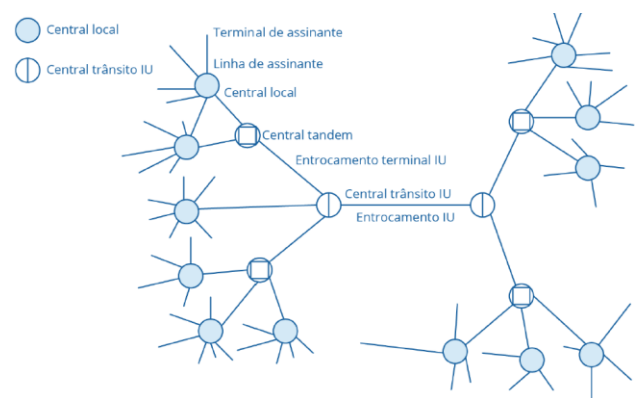 Central local
Central trânsito IU
Terminal de assinante
Linha de assinante
Central local
Central tandem
Entrocamento terminal IU
Central trânsito IU
Entrocamento IU